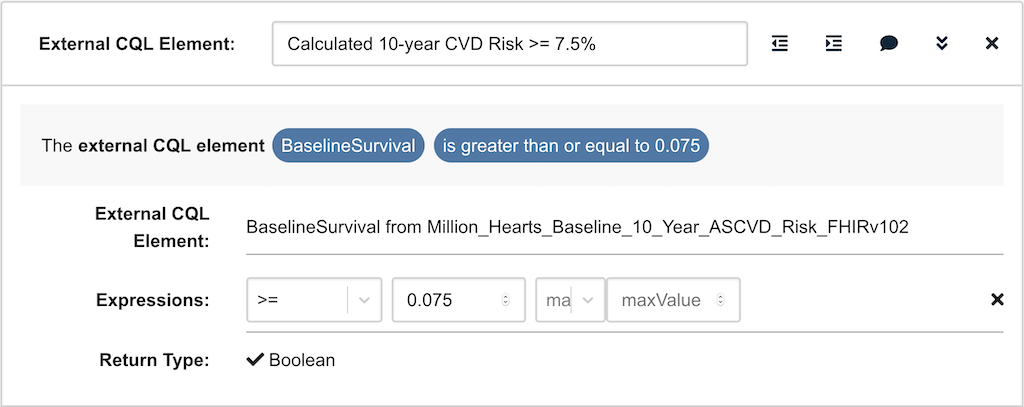 External CQL Element: Calculated 10-year CVD Risk >= 7.5%
The external CQL element BaselineSurvival is greater than or equal to 0.075
External CQL
Element: BaselineSurvival from Million_Hearts_Baseline_10_Year_ASCVD_Risk_FHIRv102
Expressions: >= 0.075 ma maxValue
Return Type: Boolean